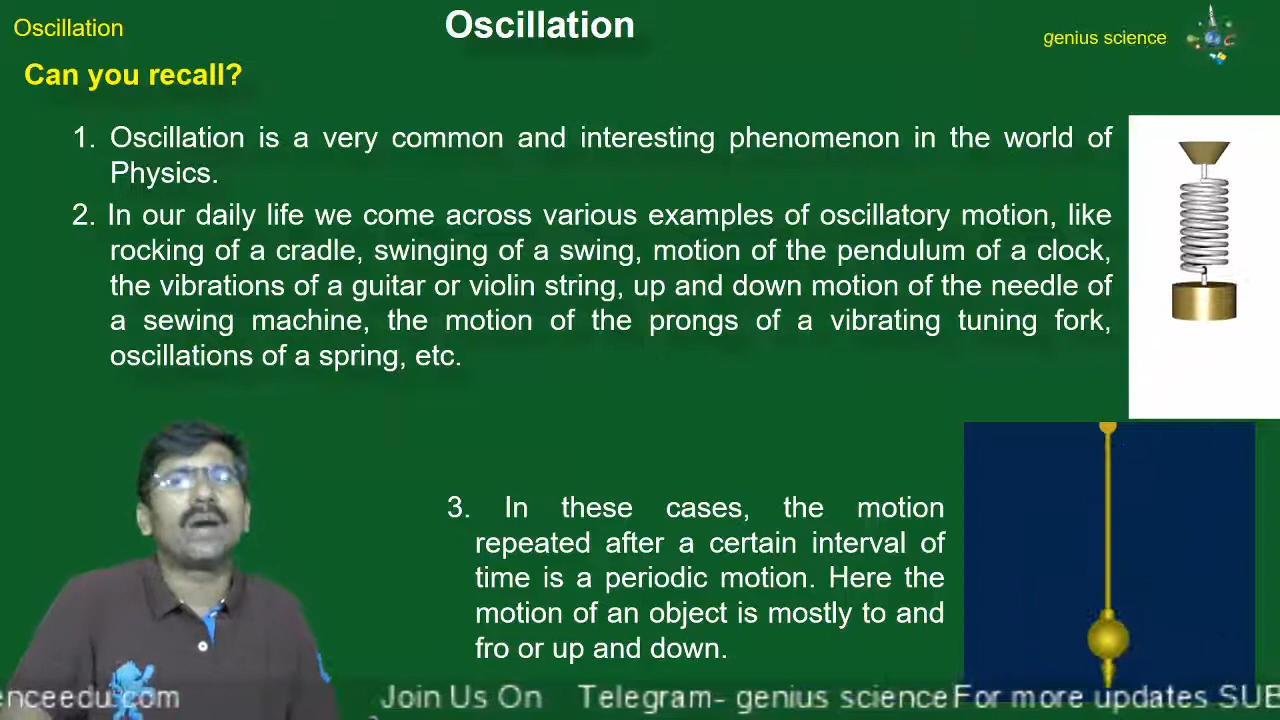 Oscillation
Oscillation
genius science
Can you recall?
1. Oscillation is a very common and interesting phenomenon in the world of
Physics.
2. In our daily life we come across various examples of oscillatory motion, like
rocking of a cradle, swinging of a swing, motion of the pendulum of a clock,
the vibrations of a guitar or violin string, up and down motion of the needle of
a sewing machine, the motion of the prongs of a vibrating tuning fork,
oscillations of a spring, etc.
3. In these cases, the motion
repeated after a certain interval of
time is a periodic motion. Here the
motion of an object is mostly to and
fro or up and down.
enceedu.com Join Us On Telegram- genius scienceFor more updates SUB